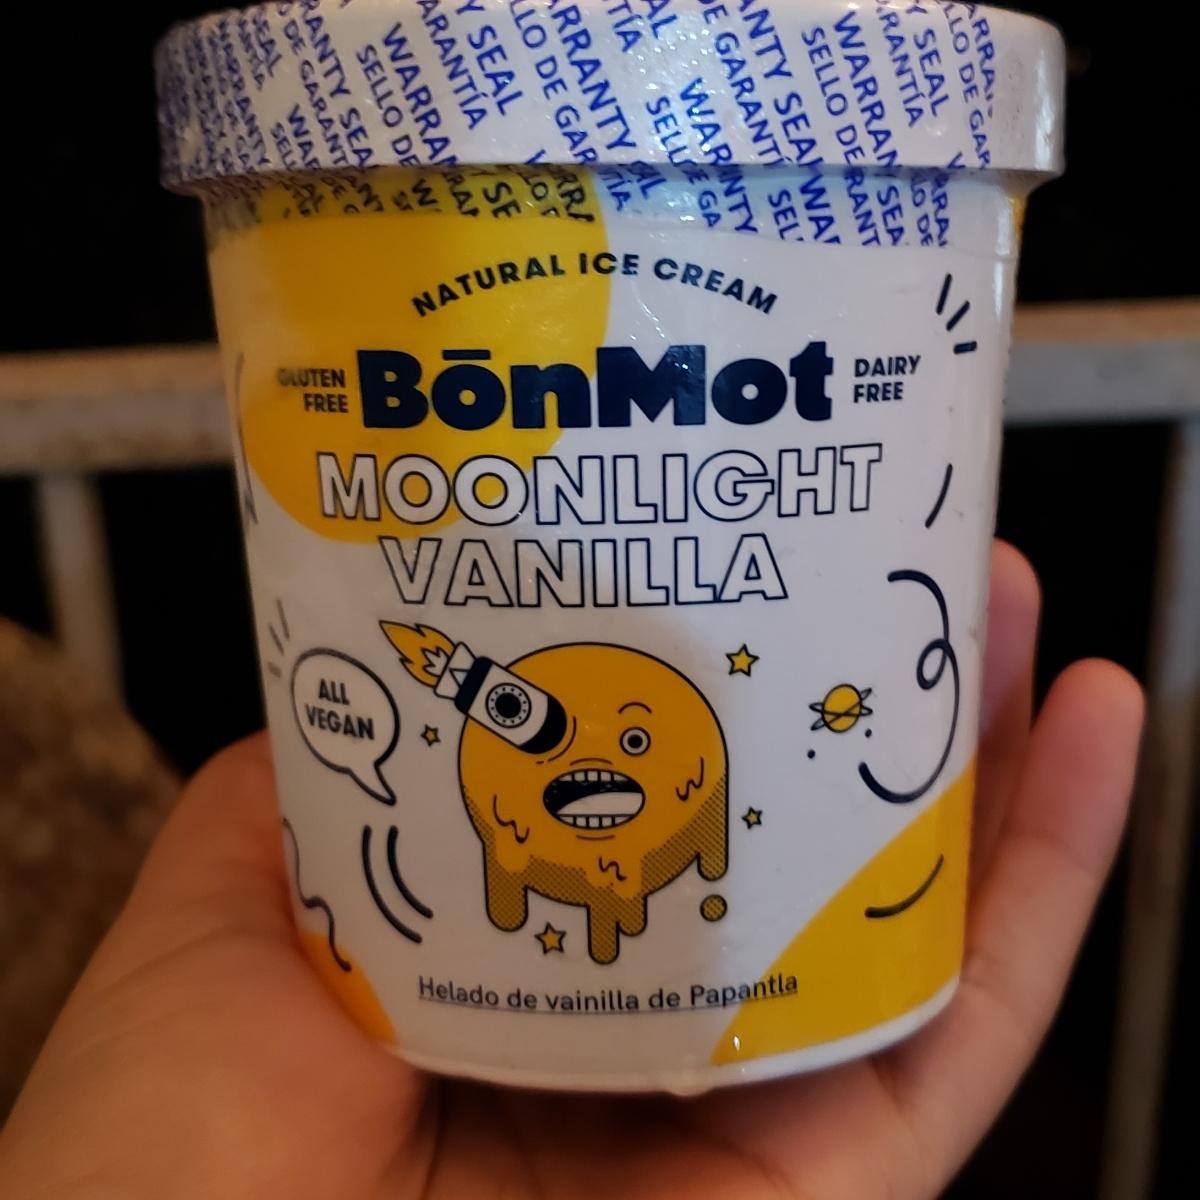 WARRANTY SEAL
SELLO DE GARANTÍA
NATURAL ICE CREAM
GLUTEN
FREE
BōnMot
DAIRY
FREE
MOONLIGHT
VANILLA
ALL
VEGAN
Helado de vainilla de Papantla